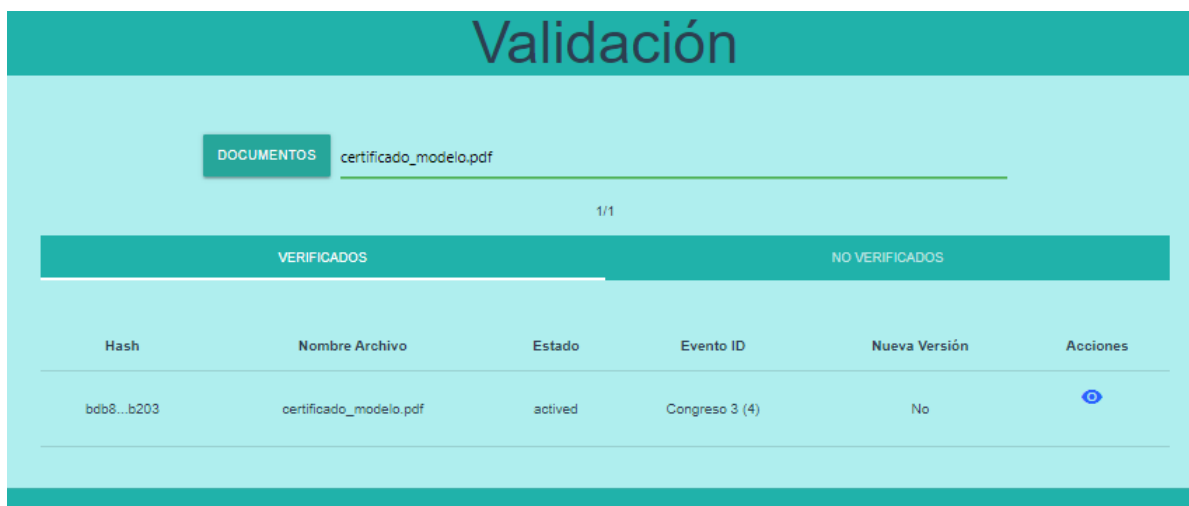 Validación
DOCUMENTOS certificado_modelo.pdf
1/1
VERIFICADOS NO VERIFICADOS
Hash Nombre Archivo Estado Evento ID Nueva Versión Acciones
bdb8...b203 certificado_modelo.pdf actived Congreso 3 (4) No